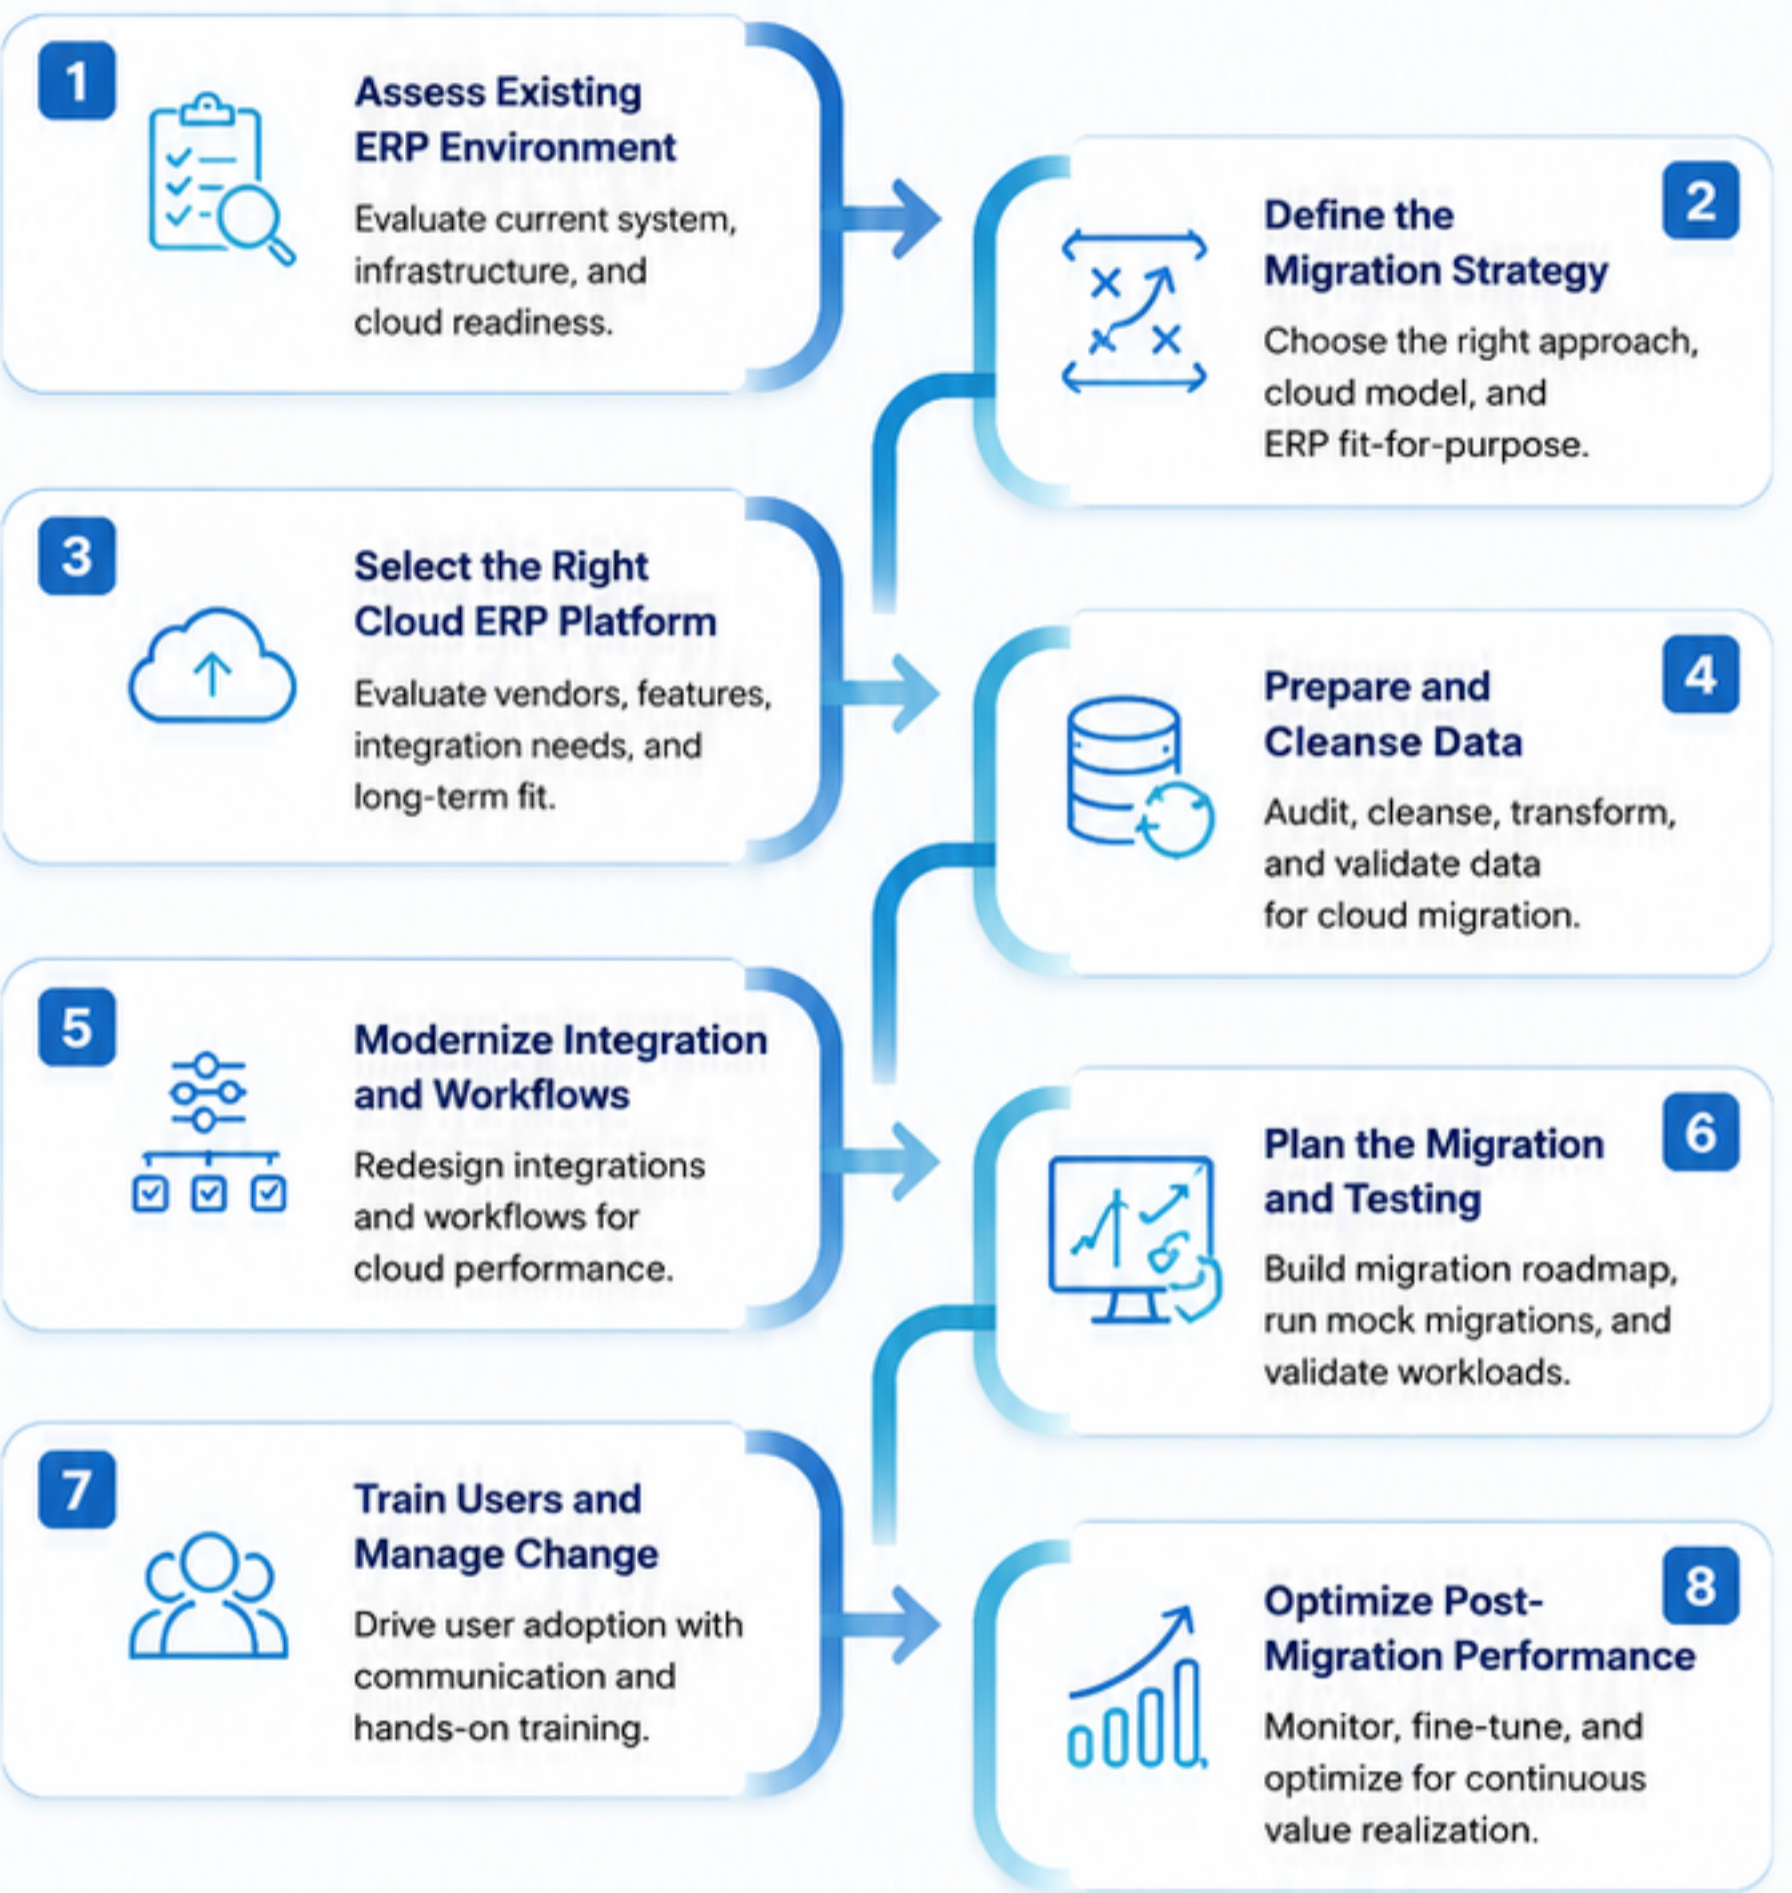 1
Assess Existing
ERP Environment
Evaluate current system,
infrastructure, and
cloud readiness.
2
Define the
Migration Strategy
Choose the right approach,
cloud model, and
ERP fit-for-purpose.
3
Select the Right
Cloud ERP Platform
Evaluate vendors, features,
integration needs, and
long-term fit.
4
Prepare and
Cleanse Data
Audit, cleanse, transform,
and validate data
for cloud migration.
5
Modernize Integration
and Workflows
Redesign integrations
and workflows for
cloud performance.
6
Plan the Migration
and Testing
Build migration roadmap,
run mock migrations, and
validate workloads.
7
Train Users and
Manage Change
Drive user adoption with
communication and
hands-on training.
8
Optimize Post-
Migration Performance
Monitor, fine-tune, and
optimize for continuous
value realization.